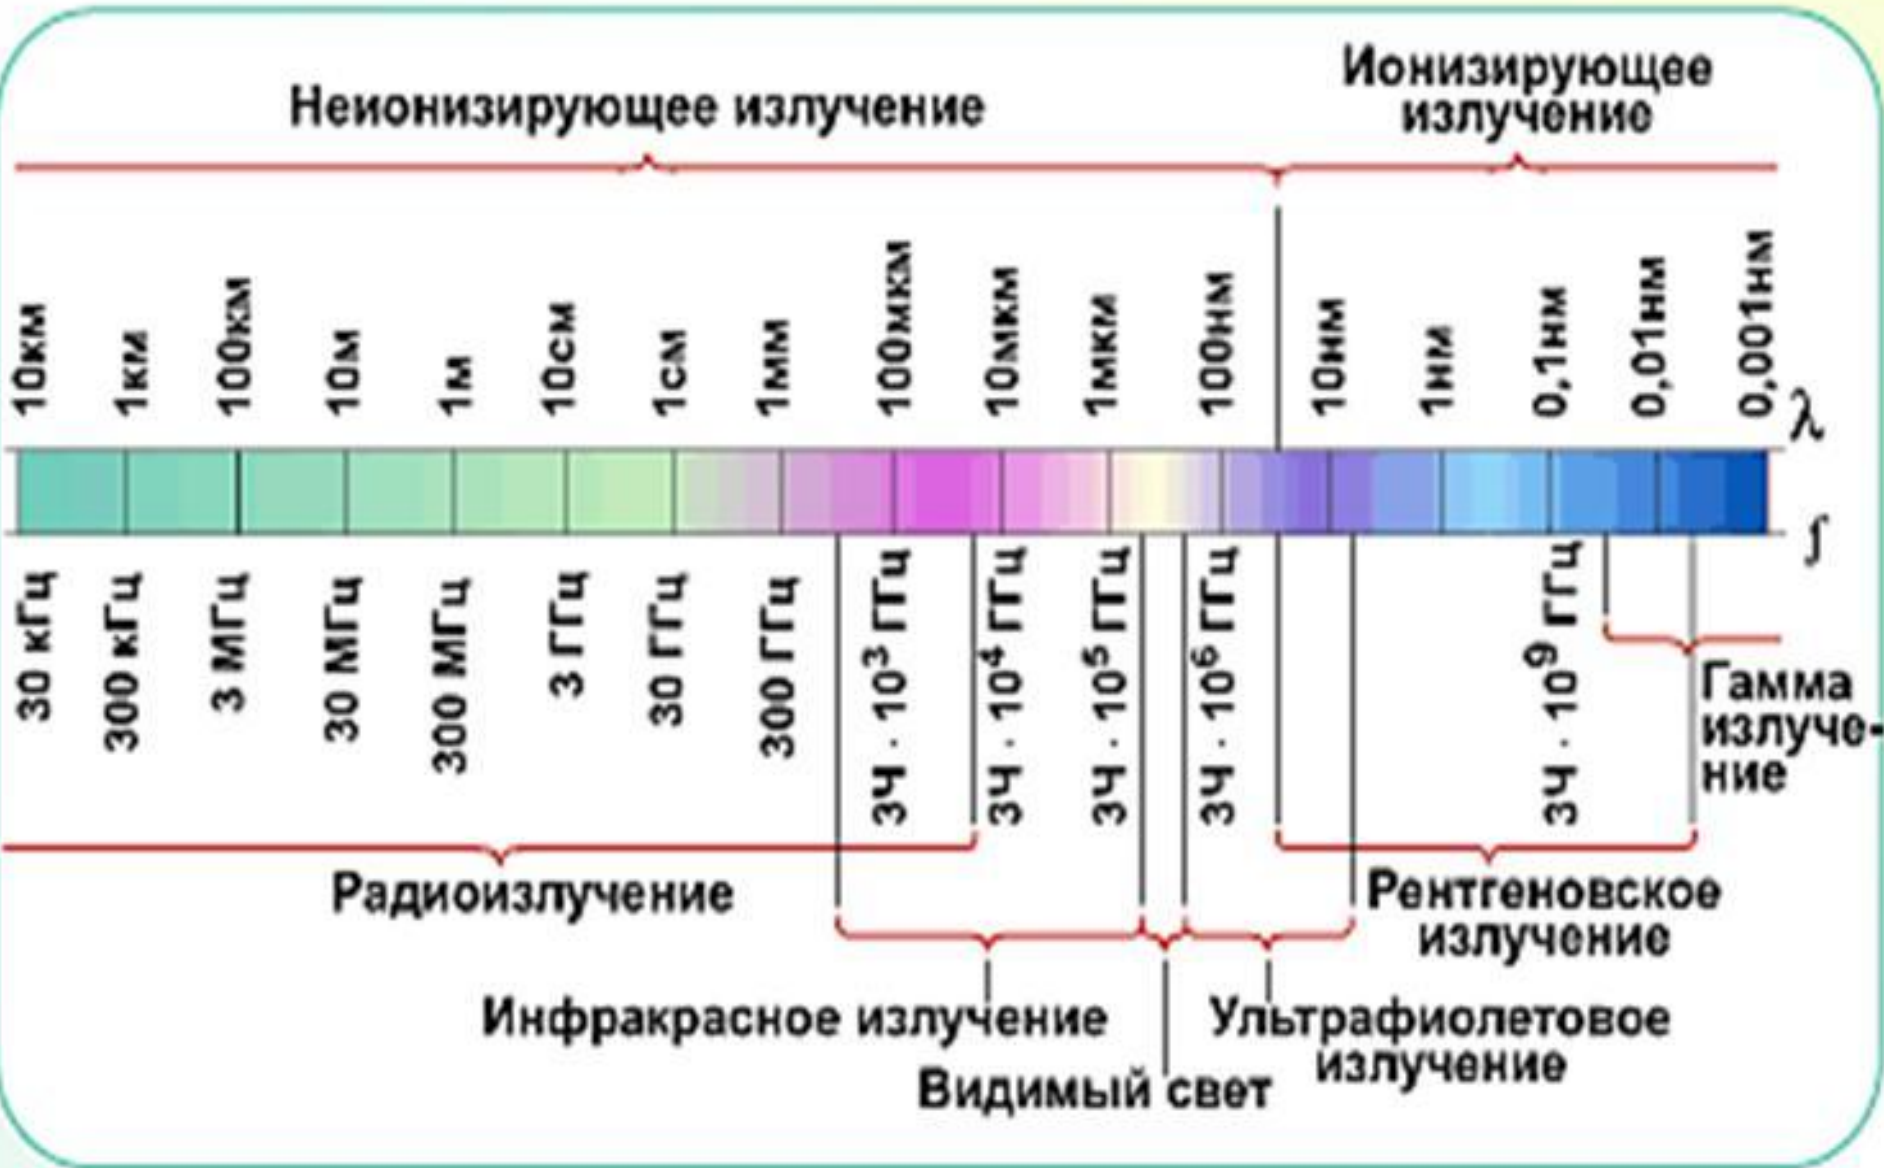 Неионизирующее излучение
Ионизирующее
излучение
10км
1км
100км
10м
1м
10см
1см
1мм
100мкм
10мкм
1мкм
100нм
10нм
1нм
0,1нм
0,01нм
0,001нм
λ
30 кГц
300 кГц
3 МГц
30 МГц
300 МГц
3 ГГц
30 ГГц
300 ГГц
3Ч · 10³ ГГц
3Ч · 10⁴ ГГц
3Ч · 10⁵ ГГц
3Ч · 10⁶ ГГц
3Ч · 10⁹ ГГц
f
Гамма
излуче-
ние
Радиоизлучение
Рентгеновское
излучение
Инфракрасное излучение
Ультрафиолетовое
излучение
Видимый свет